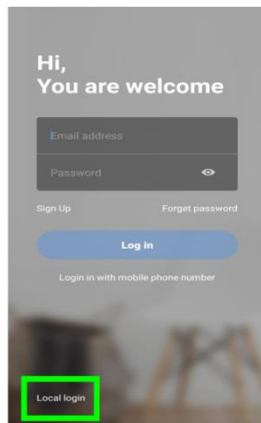 Hi,
You are welcome
Email address
Password
Sign Up Forget password
Log in
Login in with mobile phone number
Local login